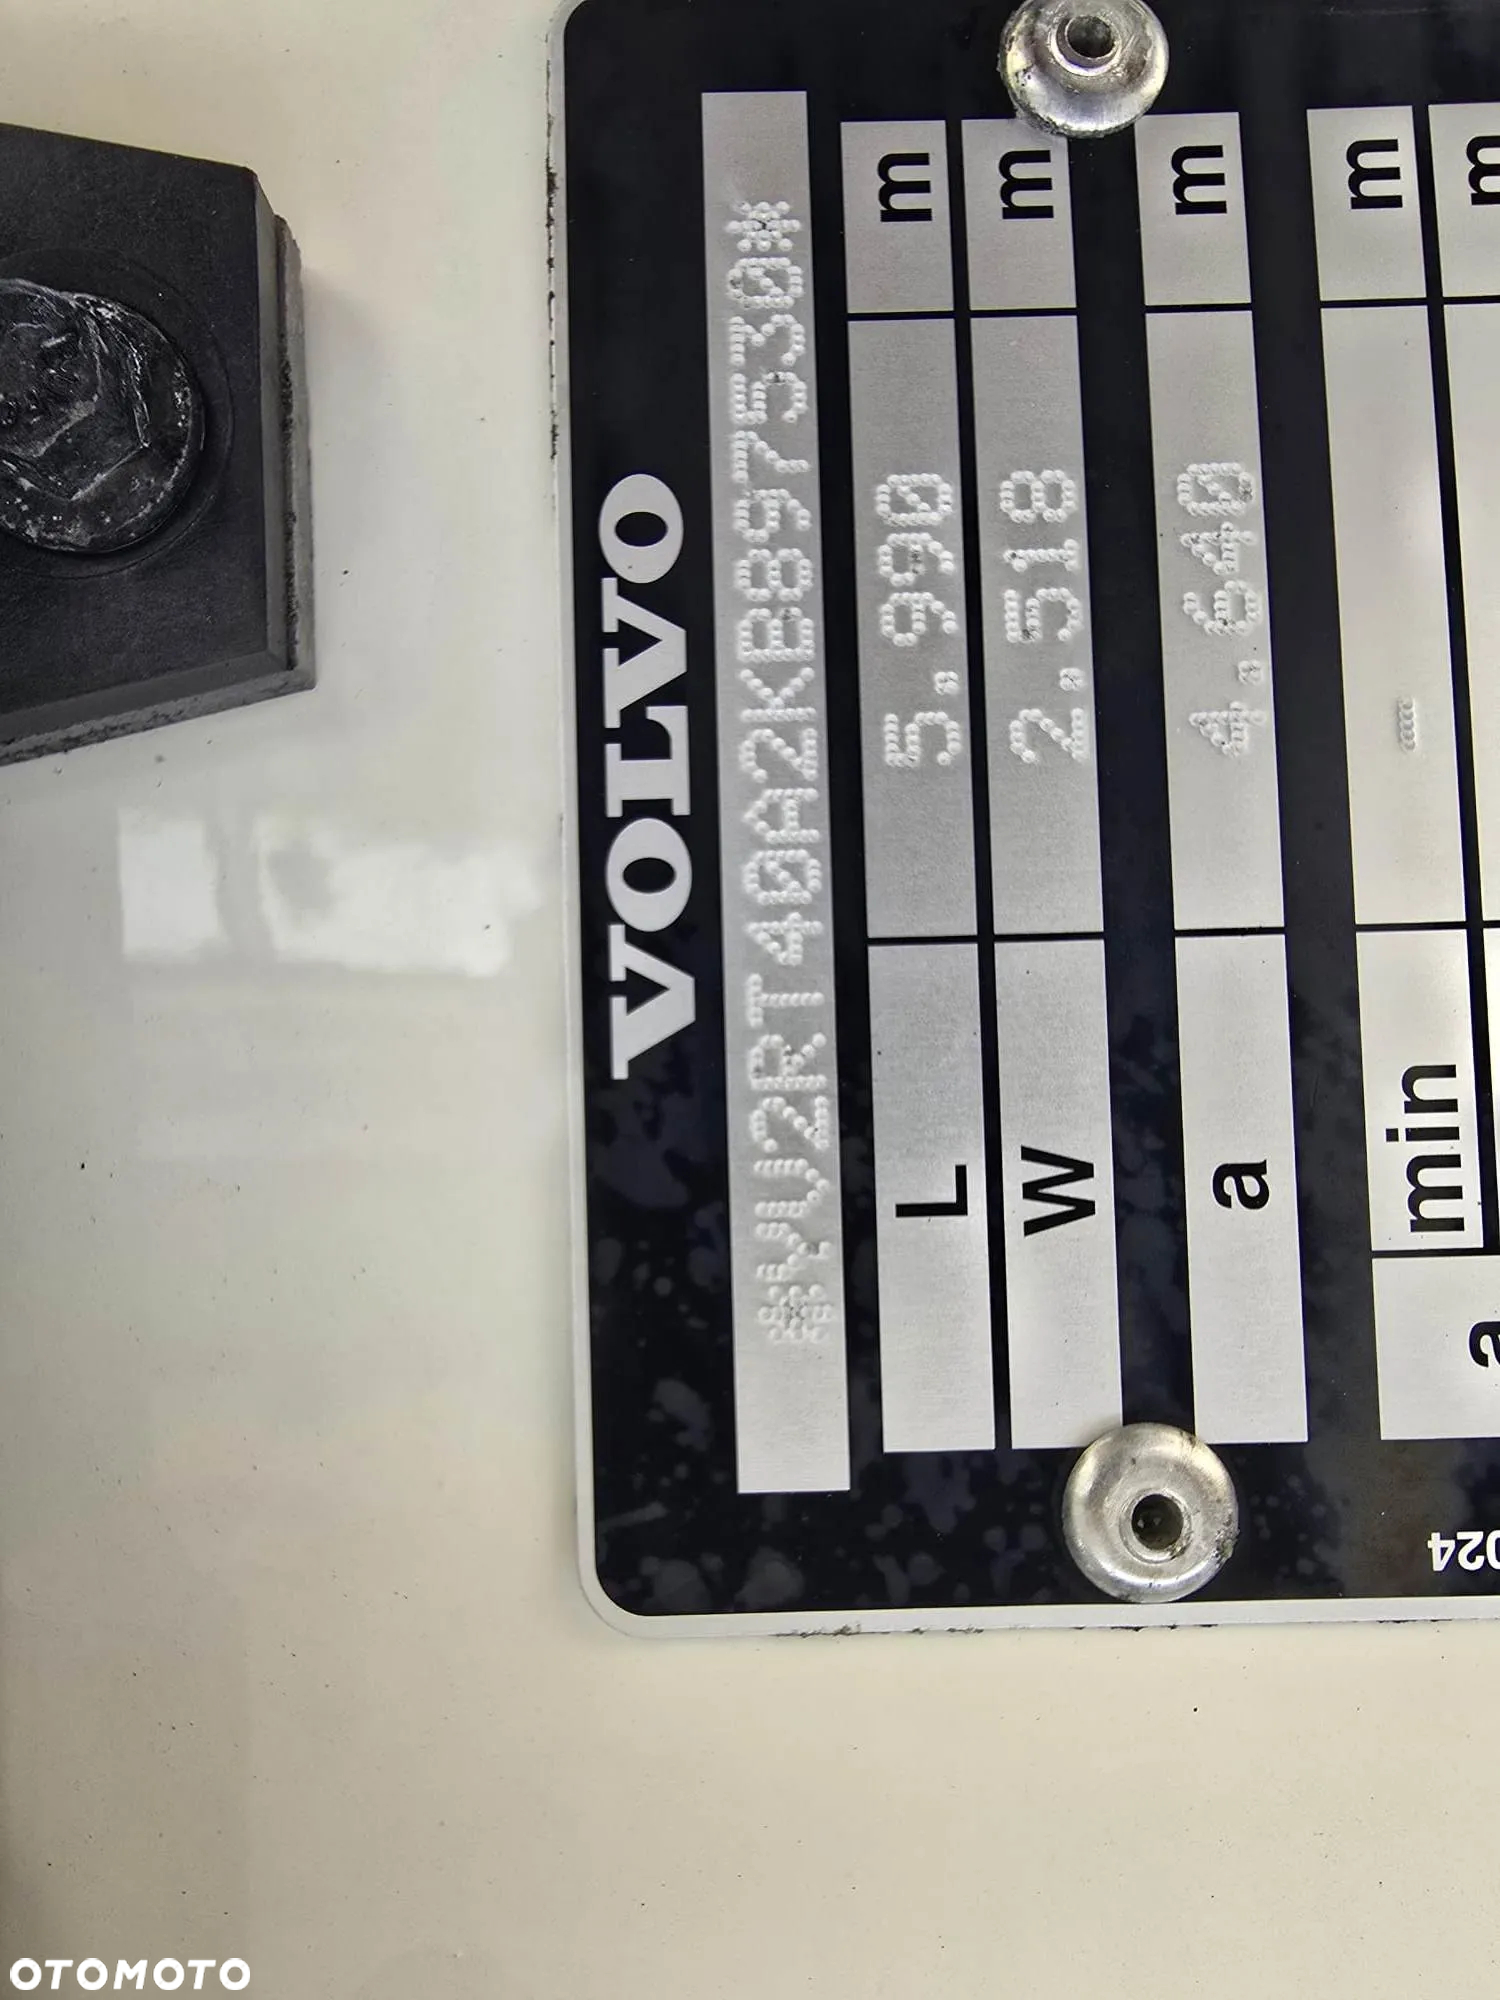 VOLVO
*YV2RT40A2KB897530*
L 5.990 m
W 2.518 m
a 4.640 m
a min - m
m
024
OTOMOTO